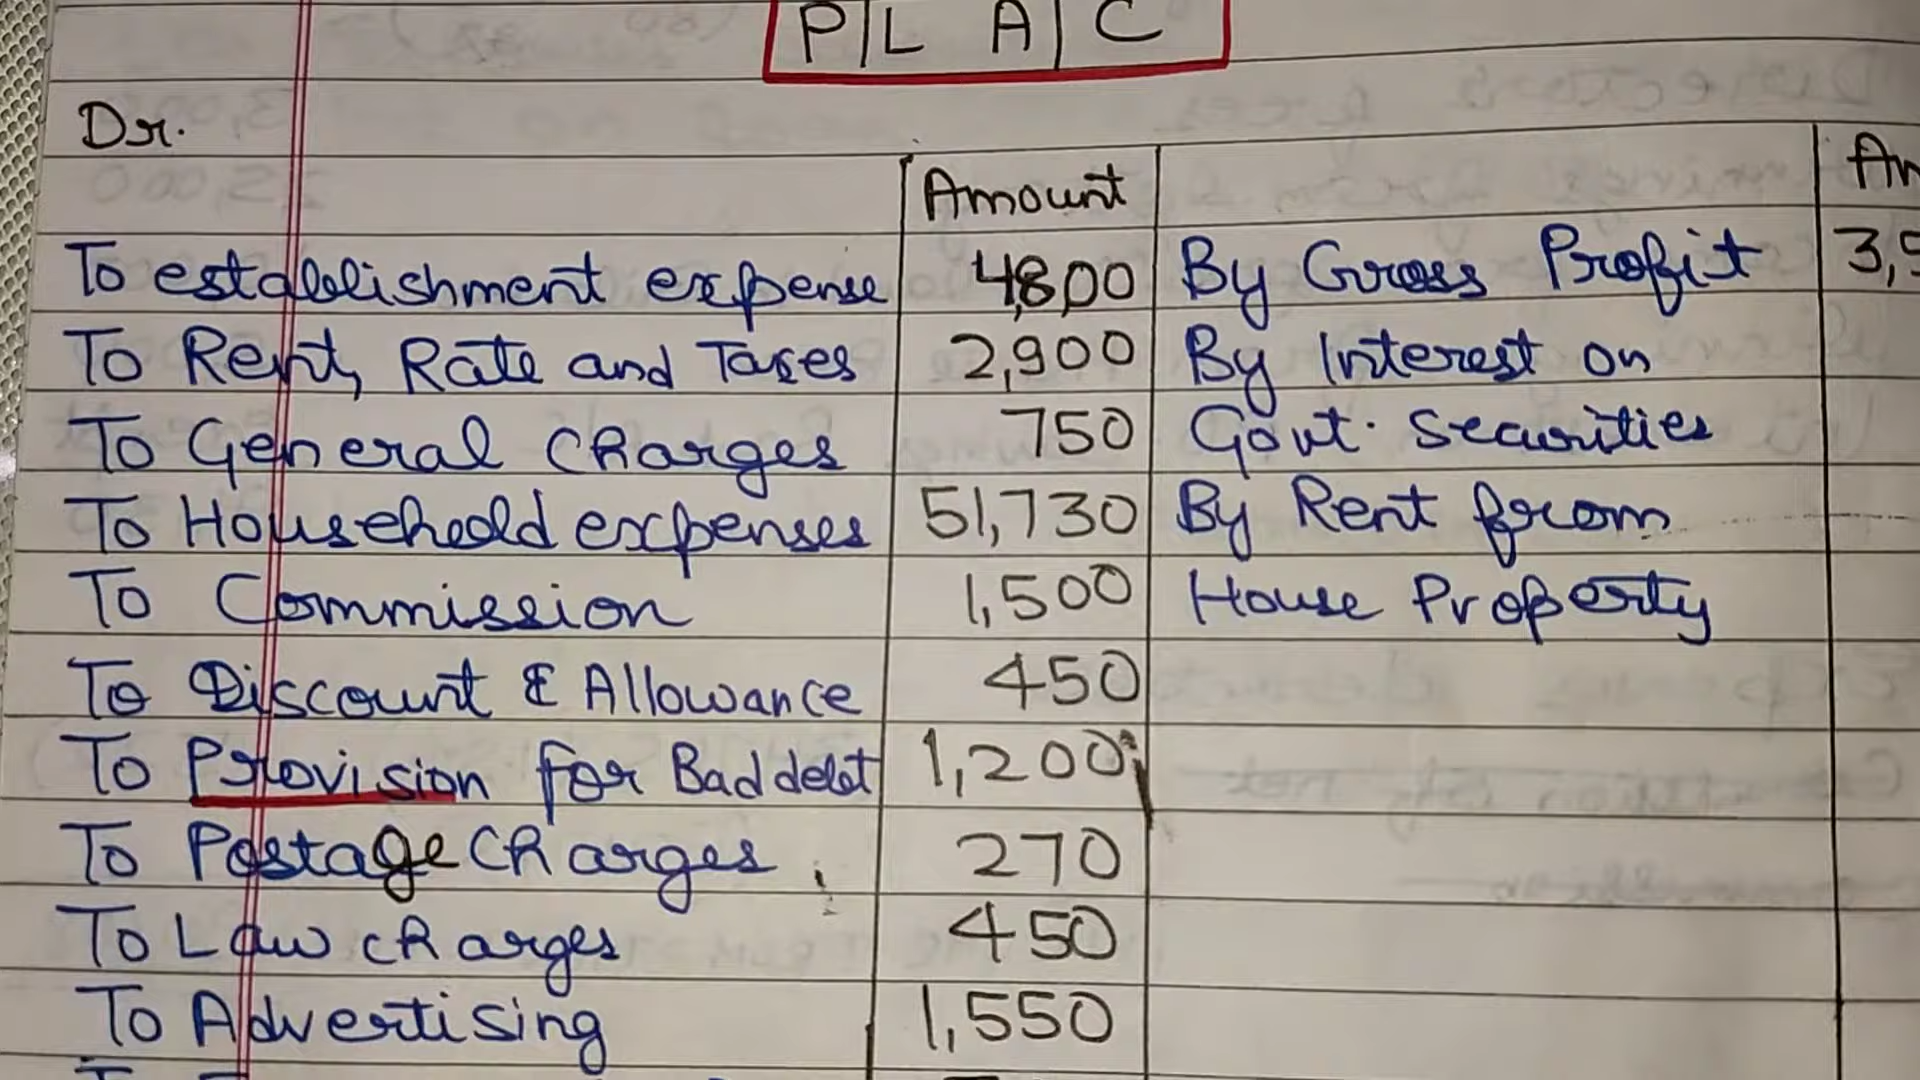 P/L A/C
Dr.
Amount
To establishment expense 4,800 By Gross Profit
To Rent, Rate and Taxes 2,900 By Interest on
To General Charges 750 Govt. Securities
To Household expenses 51,730 By Rent from
To Commission 1,500 House Property
To Discount & Allowance 450
To Provision for Bad debt 1,200
To Postage Charges 270
To Law charges 450
To Advertising 1,550